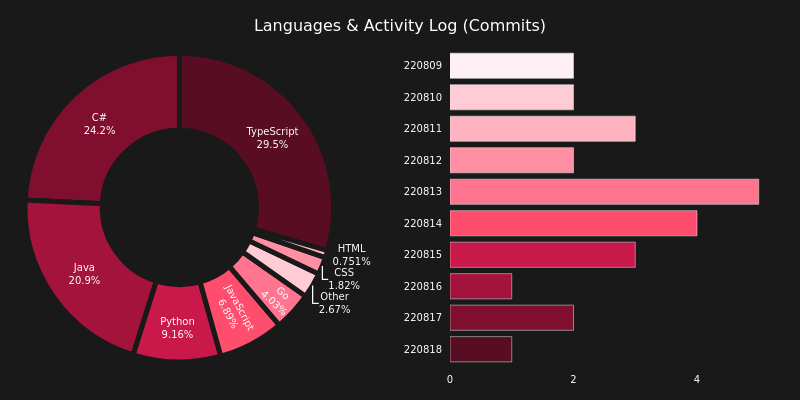 Languages & Activity Log (Commits)
TypeScript
29.5%
C#
24.2%
Java
20.9%
Python
9.16%
JavaScript
6.89%
Go
4.03%
Other
2.67%
CSS
1.82%
HTML
0.751%
220809
220810
220811
220812
220813
220814
220815
220816
220817
220818
0 2 4